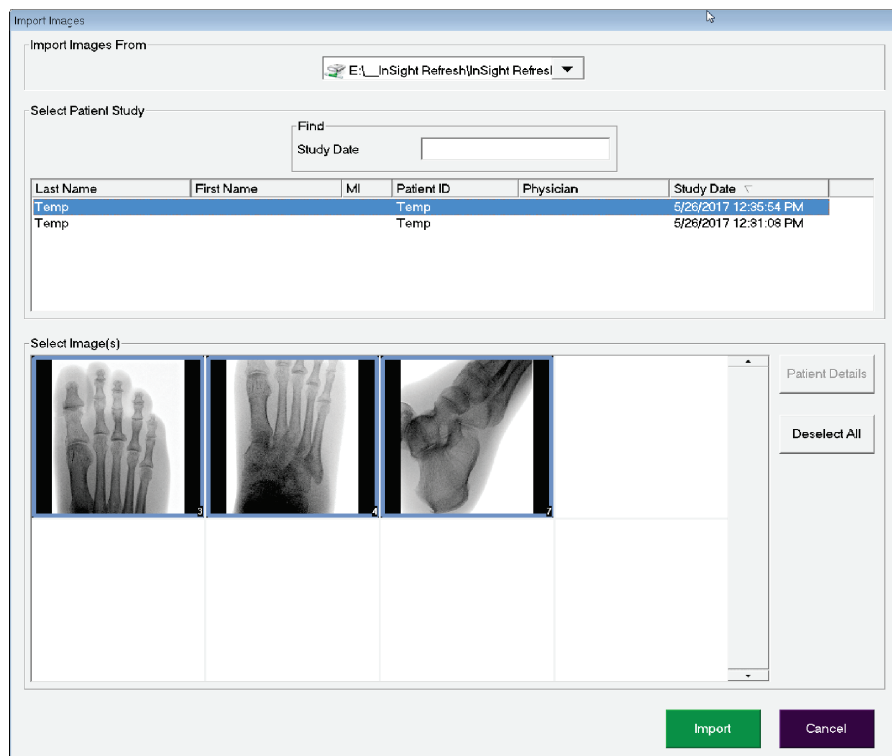 Import Images
Import Images From
E:\__InSight Refresh\InSight Refresl
Select Patient Study
Find
Study Date
Last Name First Name MI Patient ID Physician Study Date
Temp Temp 5/26/2017 12:35:54 PM
Temp Temp 5/26/2017 12:31:08 PM
Select Image(s)
3 4 7
Patient Details
Deselect All
Import Cancel